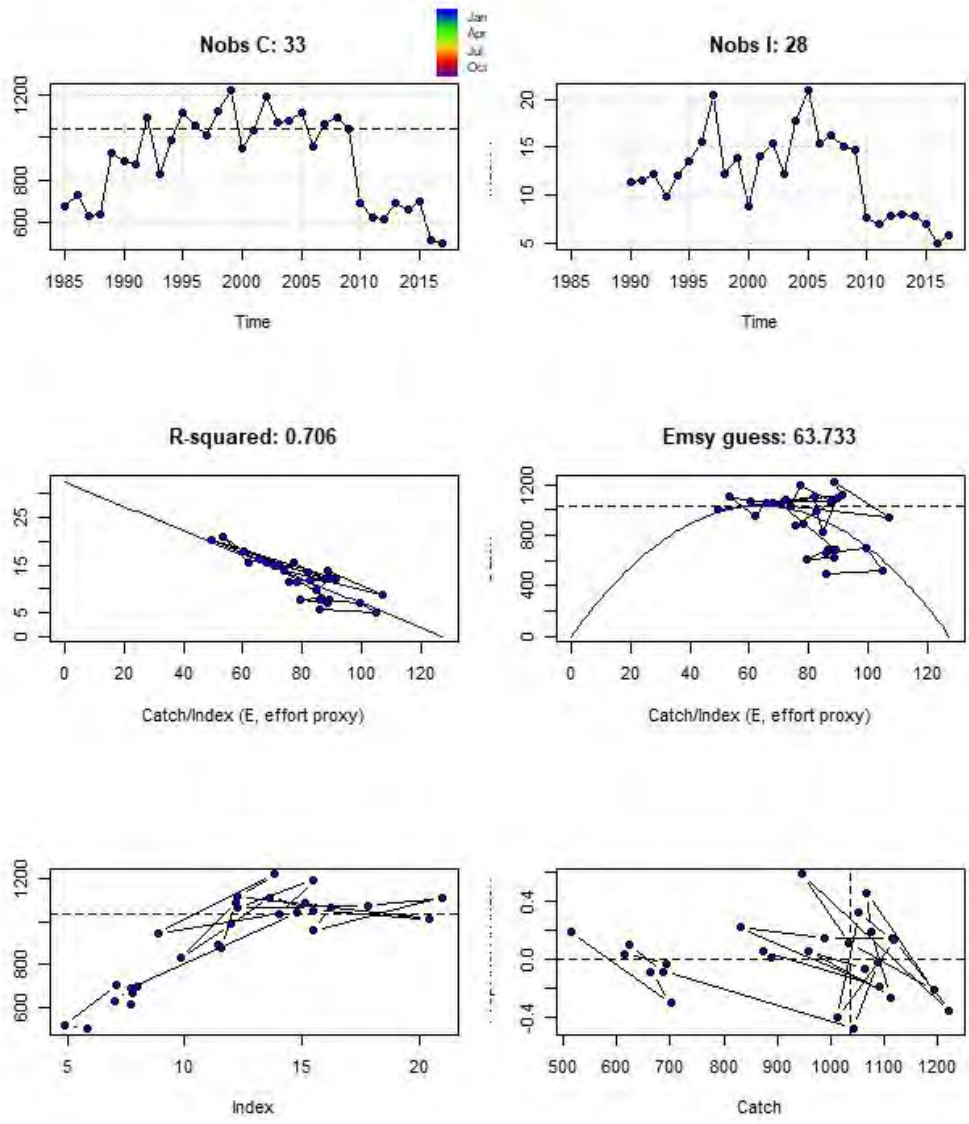 Nobs C: 33
Jan
Apr
Jul
Oct
Nobs I: 28
600 800 1200
1985 1990 1995 2000 2005 2010 2015
Time
5 10 15 20
1985 1990 1995 2000 2005 2010 2015
Time
R-squared: 0.706
0 5 15 25
0 20 40 60 80 100 120
Catch/Index (E, effort proxy)
Emsy guess: 63.733
0 400 800 1200
0 20 40 60 80 100 120
Catch/Index (E, effort proxy)
600 800 1200
5 10 15 20
Index
-0.4 0.0 0.4
500 600 700 800 900 1000 1100 1200
Catch